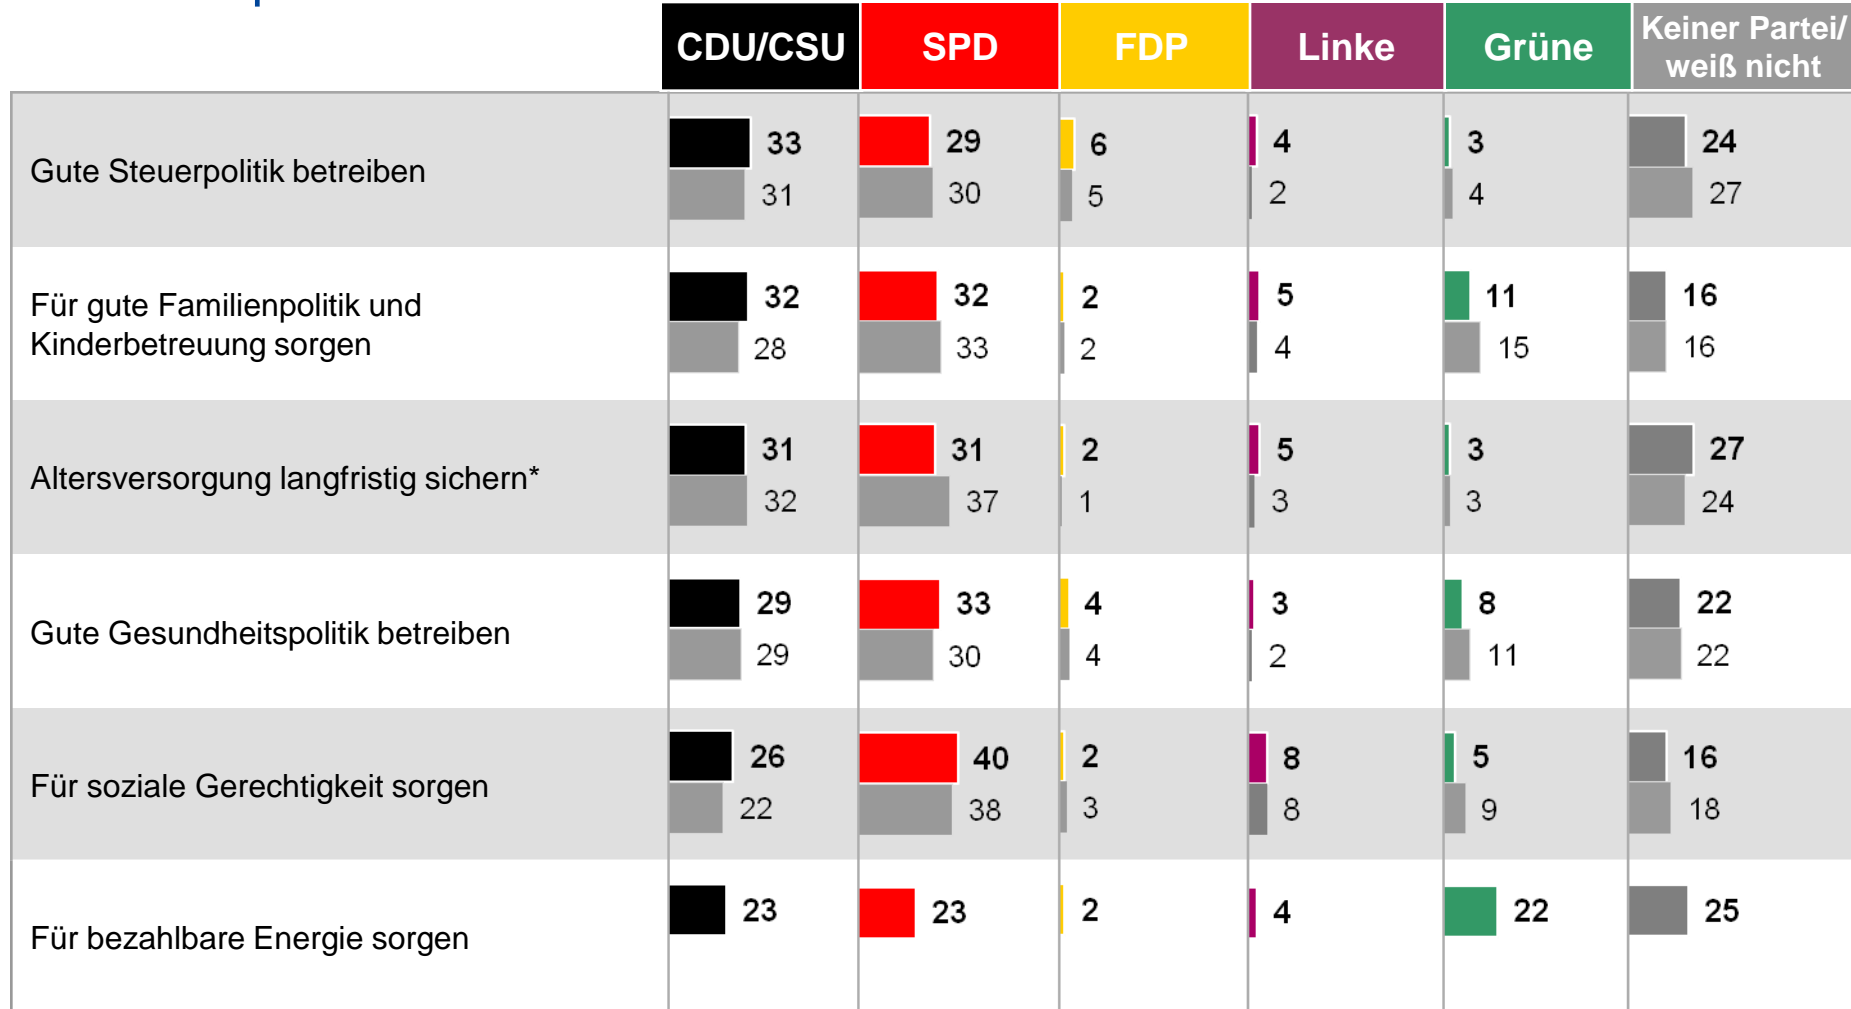 CDU/CSU SPD FDP Linke Grüne Keiner Partei/
weiß nicht
Gute Steuerpolitik betreiben
33 29 6 4 3 24
31 30 5 2 4 27
Für gute Familienpolitik und
Kinderbetreuung sorgen
32 32 2 5 11 16
28 33 2 4 15 16
Altersversorgung langfristig sichern*
31 31 2 5 3 27
32 37 1 3 3 24
Gute Gesundheitspolitik betreiben
29 33 4 3 8 22
29 30 4 2 11 22
Für soziale Gerechtigkeit sorgen
26 40 2 8 5 16
22 38 3 8 9 18
Für bezahlbare Energie sorgen
23 23 2 4 22 25